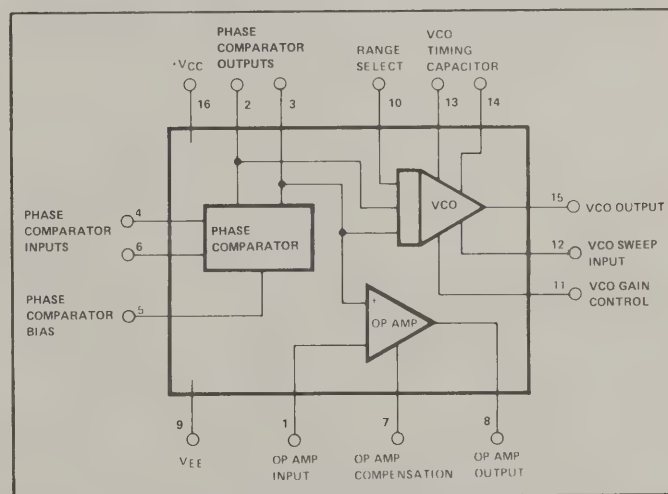 PHASE
COMPARATOR
OUTPUTS
·VCC
16
2
3
RANGE
SELECT
10
VCO
TIMING
CAPACITOR
13
14
PHASE
COMPARATOR
INPUTS
4
6
PHASE
COMPARATOR
VCO
15
VCO OUTPUT
12
VCO SWEEP
INPUT
11
VCO GAIN
CONTROL
PHASE
COMPARATOR
BIAS
5
+
OP AMP
9
VEE
1
OP AMP
INPUT
7
OP AMP
COMPENSATION
8
OP AMP
OUTPUT